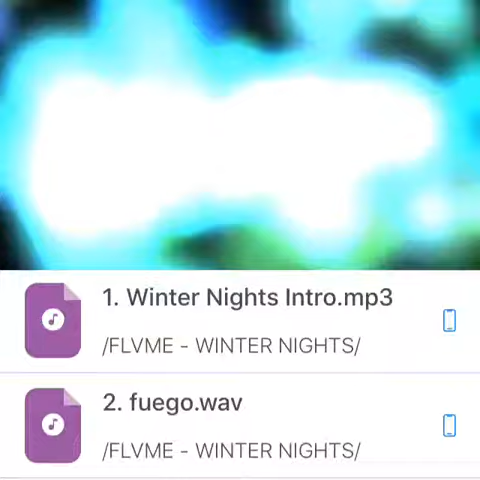 1. Winter Nights Intro.mp3
/FLVME - WINTER NIGHTS/
2. fuego.wav
/FLVME - WINTER NIGHTS/